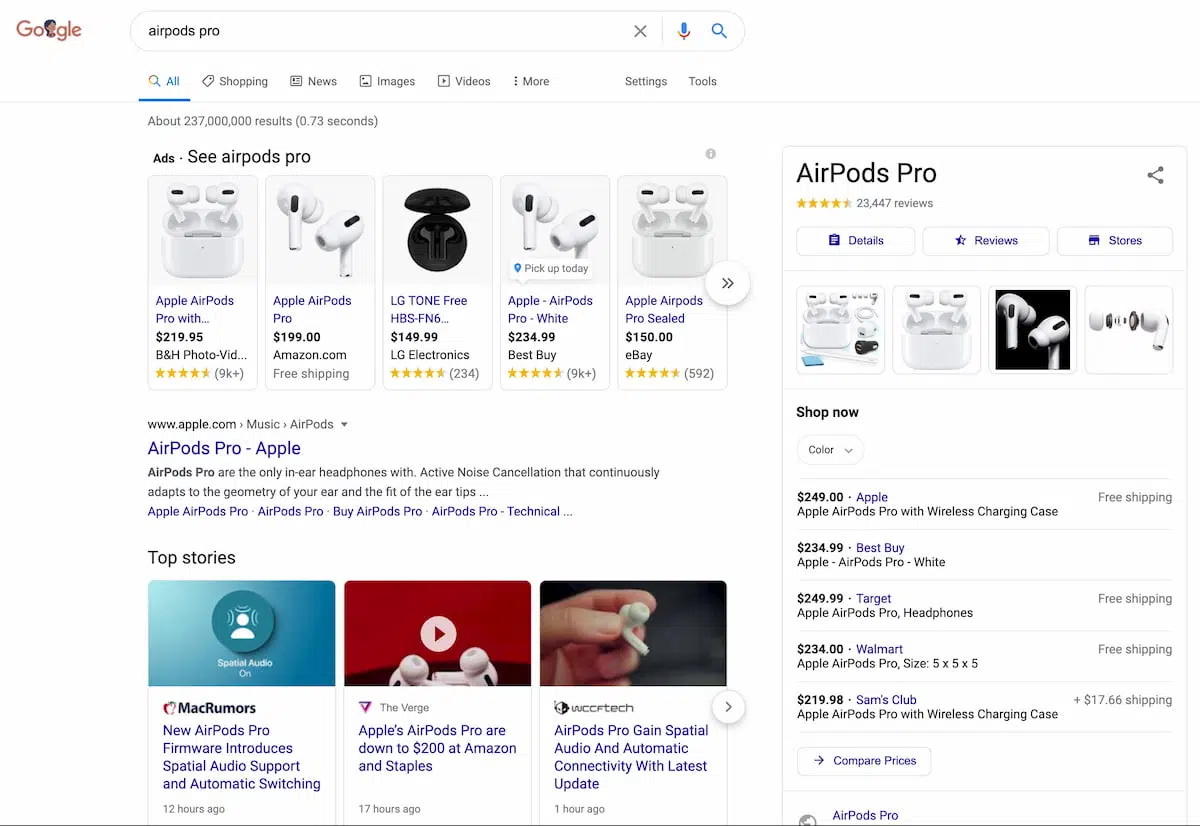 Google
airpods pro
All Shopping News Images Videos More Settings Tools
About 237,000,000 results (0.73 seconds)
Ads · See airpods pro
Apple AirPods
Pro with...
$219.95
B&H Photo-Vid...
(9k+)
Apple AirPods
Pro
$199.00
Amazon.com
Free shipping
LG TONE Free
HBS-FN6...
$149.99
LG Electronics
(234)
Pick up today
Apple - AirPods
Pro - White
$234.99
Best Buy
(9k+)
Apple Airpods
Pro Sealed
$150.00
eBay
(592)
www.apple.com › Music › AirPods
AirPods Pro - Apple
AirPods Pro are the only in-ear headphones with. Active Noise Cancellation that continuously
adapts to the geometry of your ear and the fit of the ear tips ...
Apple AirPods Pro · AirPods Pro · Buy AirPods Pro · AirPods Pro - Technical ...
Top stories
Spatial Audio
On
MacRumors
New AirPods Pro
Firmware Introduces
Spatial Audio Support
and Automatic Switching
12 hours ago
The Verge
Apple's AirPods Pro are
down to $200 at Amazon
and Staples
17 hours ago
wccftech
AirPods Pro Gain Spatial
Audio And Automatic
Connectivity With Latest
Update
1 hour ago
AirPods Pro
23,447 reviews
Details Reviews Stores
Shop now
Color
$249.00 · Apple Free shipping
Apple AirPods Pro with Wireless Charging Case
$234.99 · Best Buy
Apple - AirPods Pro - White
$249.99 · Target Free shipping
Apple AirPods Pro, Headphones
$234.00 · Walmart Free shipping
Apple AirPods Pro, Size: 5 x 5 x 5
$219.98 · Sam's Club + $17.66 shipping
Apple AirPods Pro with Wireless Charging Case
Compare Prices
AirPods Pro